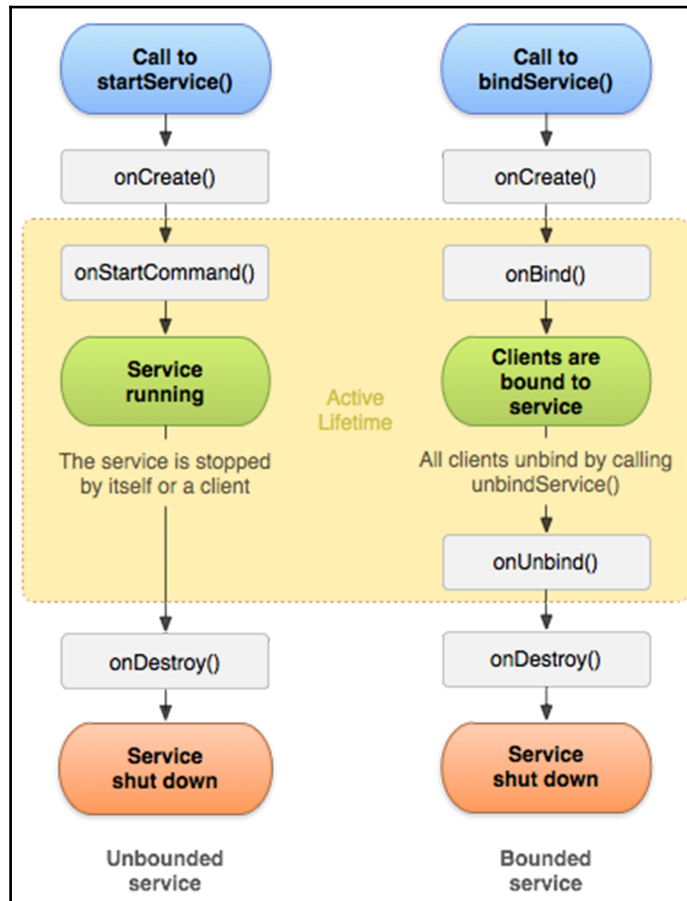 Call to
startService()
onCreate()
onStartCommand()
Service
running
The service is stopped
by itself or a client
onDestroy()
Service
shut down
Unbounded
service
Active
Lifetime
Call to
bindService()
onCreate()
onBind()
Clients are
bound to
service
All clients unbind by calling
unbindService()
onUnbind()
onDestroy()
Service
shut down
Bounded
service